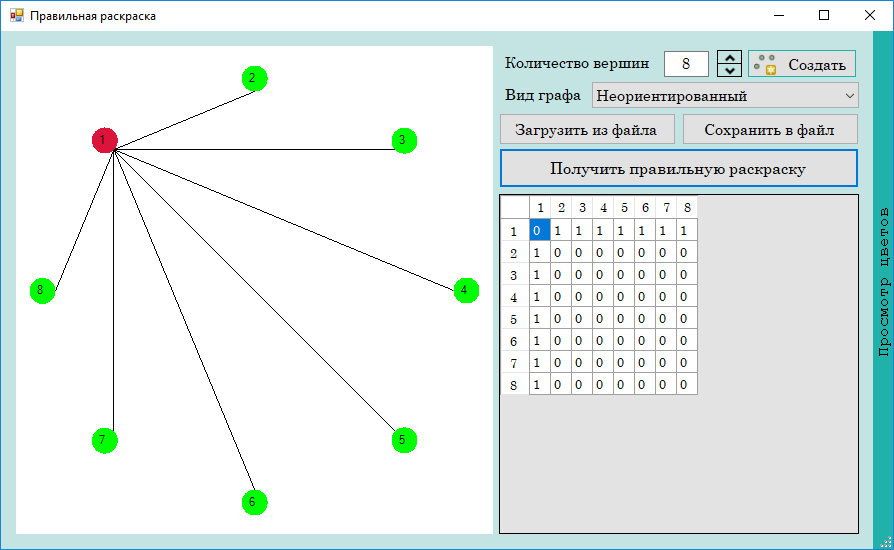 Правильная раскраска
2
1
3
8
4
7
5
6
Количество вершин 8 Создать
Вид графа Неориентированный
Загрузить из файла Сохранить в файл
Получить правильную раскраску
1 2 3 4 5 6 7 8
1 0 1 1 1 1 1 1 1
2 1 0 0 0 0 0 0 0
3 1 0 0 0 0 0 0 0
4 1 0 0 0 0 0 0 0
5 1 0 0 0 0 0 0 0
6 1 0 0 0 0 0 0 0
7 1 0 0 0 0 0 0 0
8 1 0 0 0 0 0 0 0
Просмотр цветов